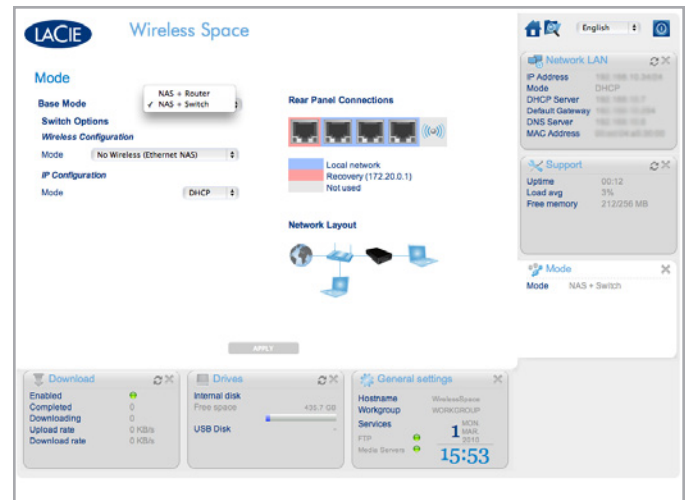 LACIE
Wireless Space
English
Mode
Base Mode
NAS + Router
✓ NAS + Switch
Switch Options
Wireless Configuration
Mode No Wireless (Ethernet NAS)
IP Configuration
Mode DHCP
Rear Panel Connections
Local network
Recovery (172.20.0.1)
Not used
Network Layout
APPLY
Network LAN
IP Address
Mode DHCP
DHCP Server
Default Gateway
DNS Server
MAC Address
Support
Uptime 00:12
Load avg 3%
Free memory 212/256 MB
Mode
Mode NAS + Switch
Download
Enabled
Completed 0
Downloading 0
Upload rate 0 KB/s
Download rate 0 KB/s
Drives
Internal disk
Free space 435.7 GB
USB Disk -
General settings
Hostname WirelessSpace
Workgroup WORKGROUP
Services
FTP
Media Servers
1 MON.
MAR.
2010
15:53